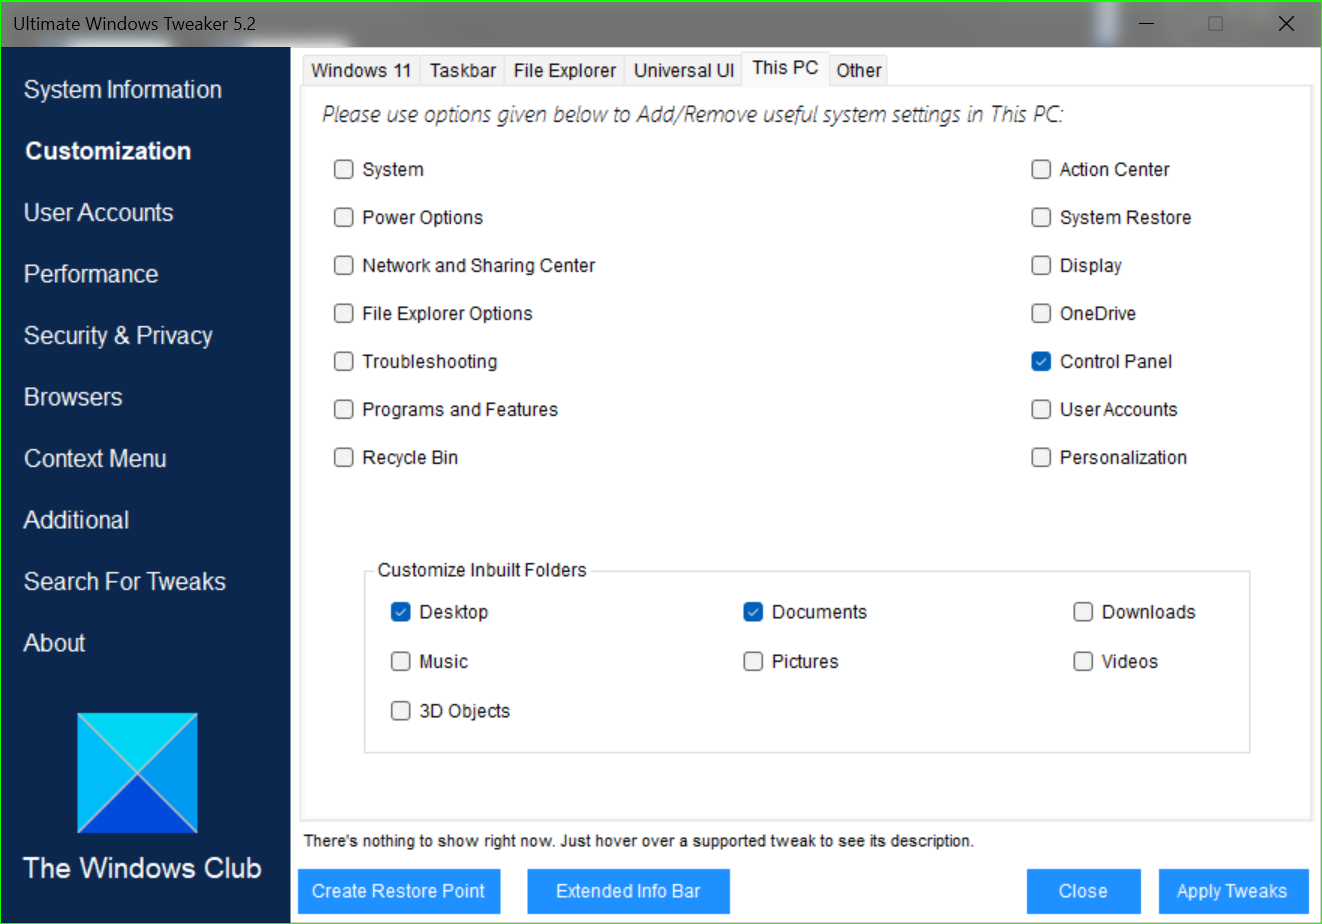 Ultimate Windows Tweaker 5.2
System Information
Customization
User Accounts
Performance
Security & Privacy
Browsers
Context Menu
Additional
Search For Tweaks
About
The Windows Club
Windows 11 Taskbar File Explorer Universal UI This PC Other
Please use options given below to Add/Remove useful system settings in This PC:
System Action Center
Power Options System Restore
Network and Sharing Center Display
File Explorer Options OneDrive
Troubleshooting Control Panel
Programs and Features User Accounts
Recycle Bin Personalization
Customize Inbuilt Folders
Desktop Documents Downloads
Music Pictures Videos
3D Objects
There's nothing to show right now. Just hover over a supported tweak to see its description.
Create Restore Point Extended Info Bar Close Apply Tweaks